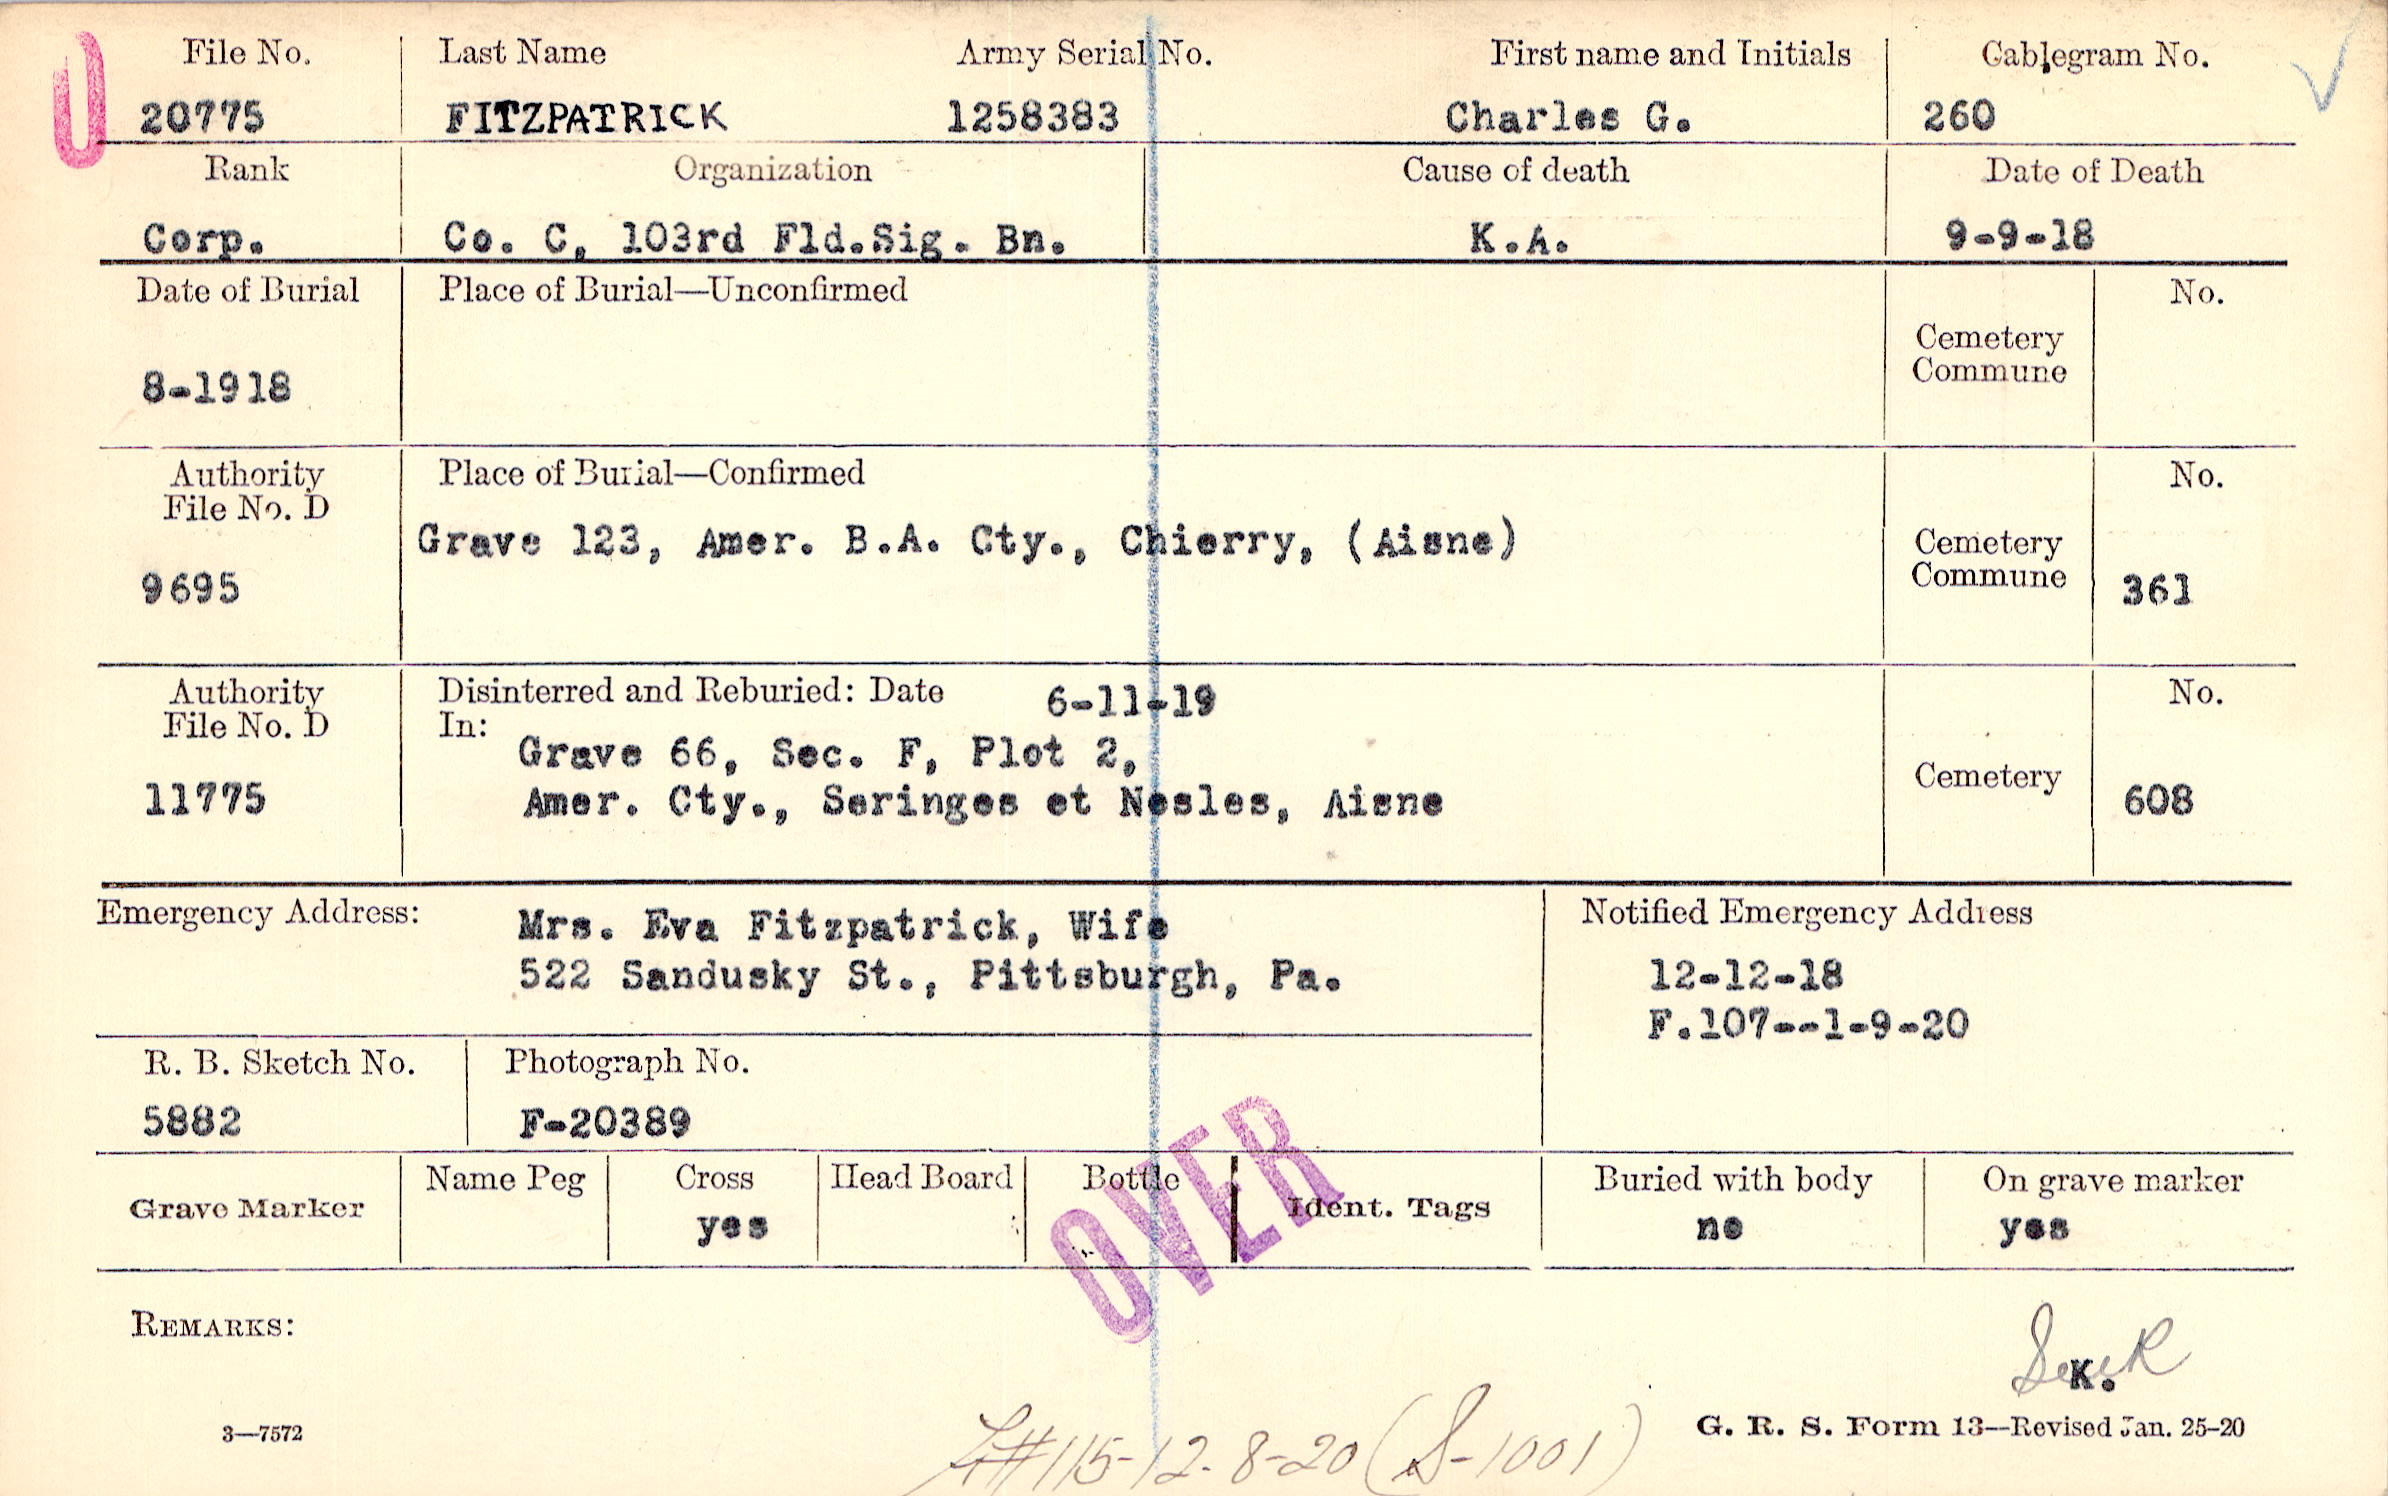 File No. Last Name Army Serial No. First name and Initials Cablegram No.
20775 FITZPATRICK 1258383 Charles G. 260
Rank Organization Cause of death Date of Death
Corp. Co. C, 103rd Fld.Sig. Bn. K.A. 9-9-18
Date of Burial Place of Burial—Unconfirmed No.
Cemetery
Commune
8-1918
Authority Place of Burial—Confirmed No.
File No. D
Grave 123, Amer. B.A. Cty., Chierry, (Aisne)
Cemetery
Commune
9695 361
Authority Disinterred and Reburied: Date 6-11-19 No.
File No. D In:
Grave 66, Sec. F, Plot 2,
Cemetery
11775 Amer. Cty., Seringes et Nesles, Aisne 608
Emergency Address: Mrs. Eva Fitzpatrick, Wife Notified Emergency Address
522 Sandusky St., Pittsburgh, Pa. 12-12-18
F.107--1-9-20
R. B. Sketch No. Photograph No.
5882 F-20389
OVER
Name Peg Cross Head Board Bottle Buried with body On grave marker
Grave Marker Ident. Tags
yes no yes
REMARKS:
K.
3—7572 G. R. S. Form 13—Revised Jan. 25-20
#115-12-8-20 (S-1001)